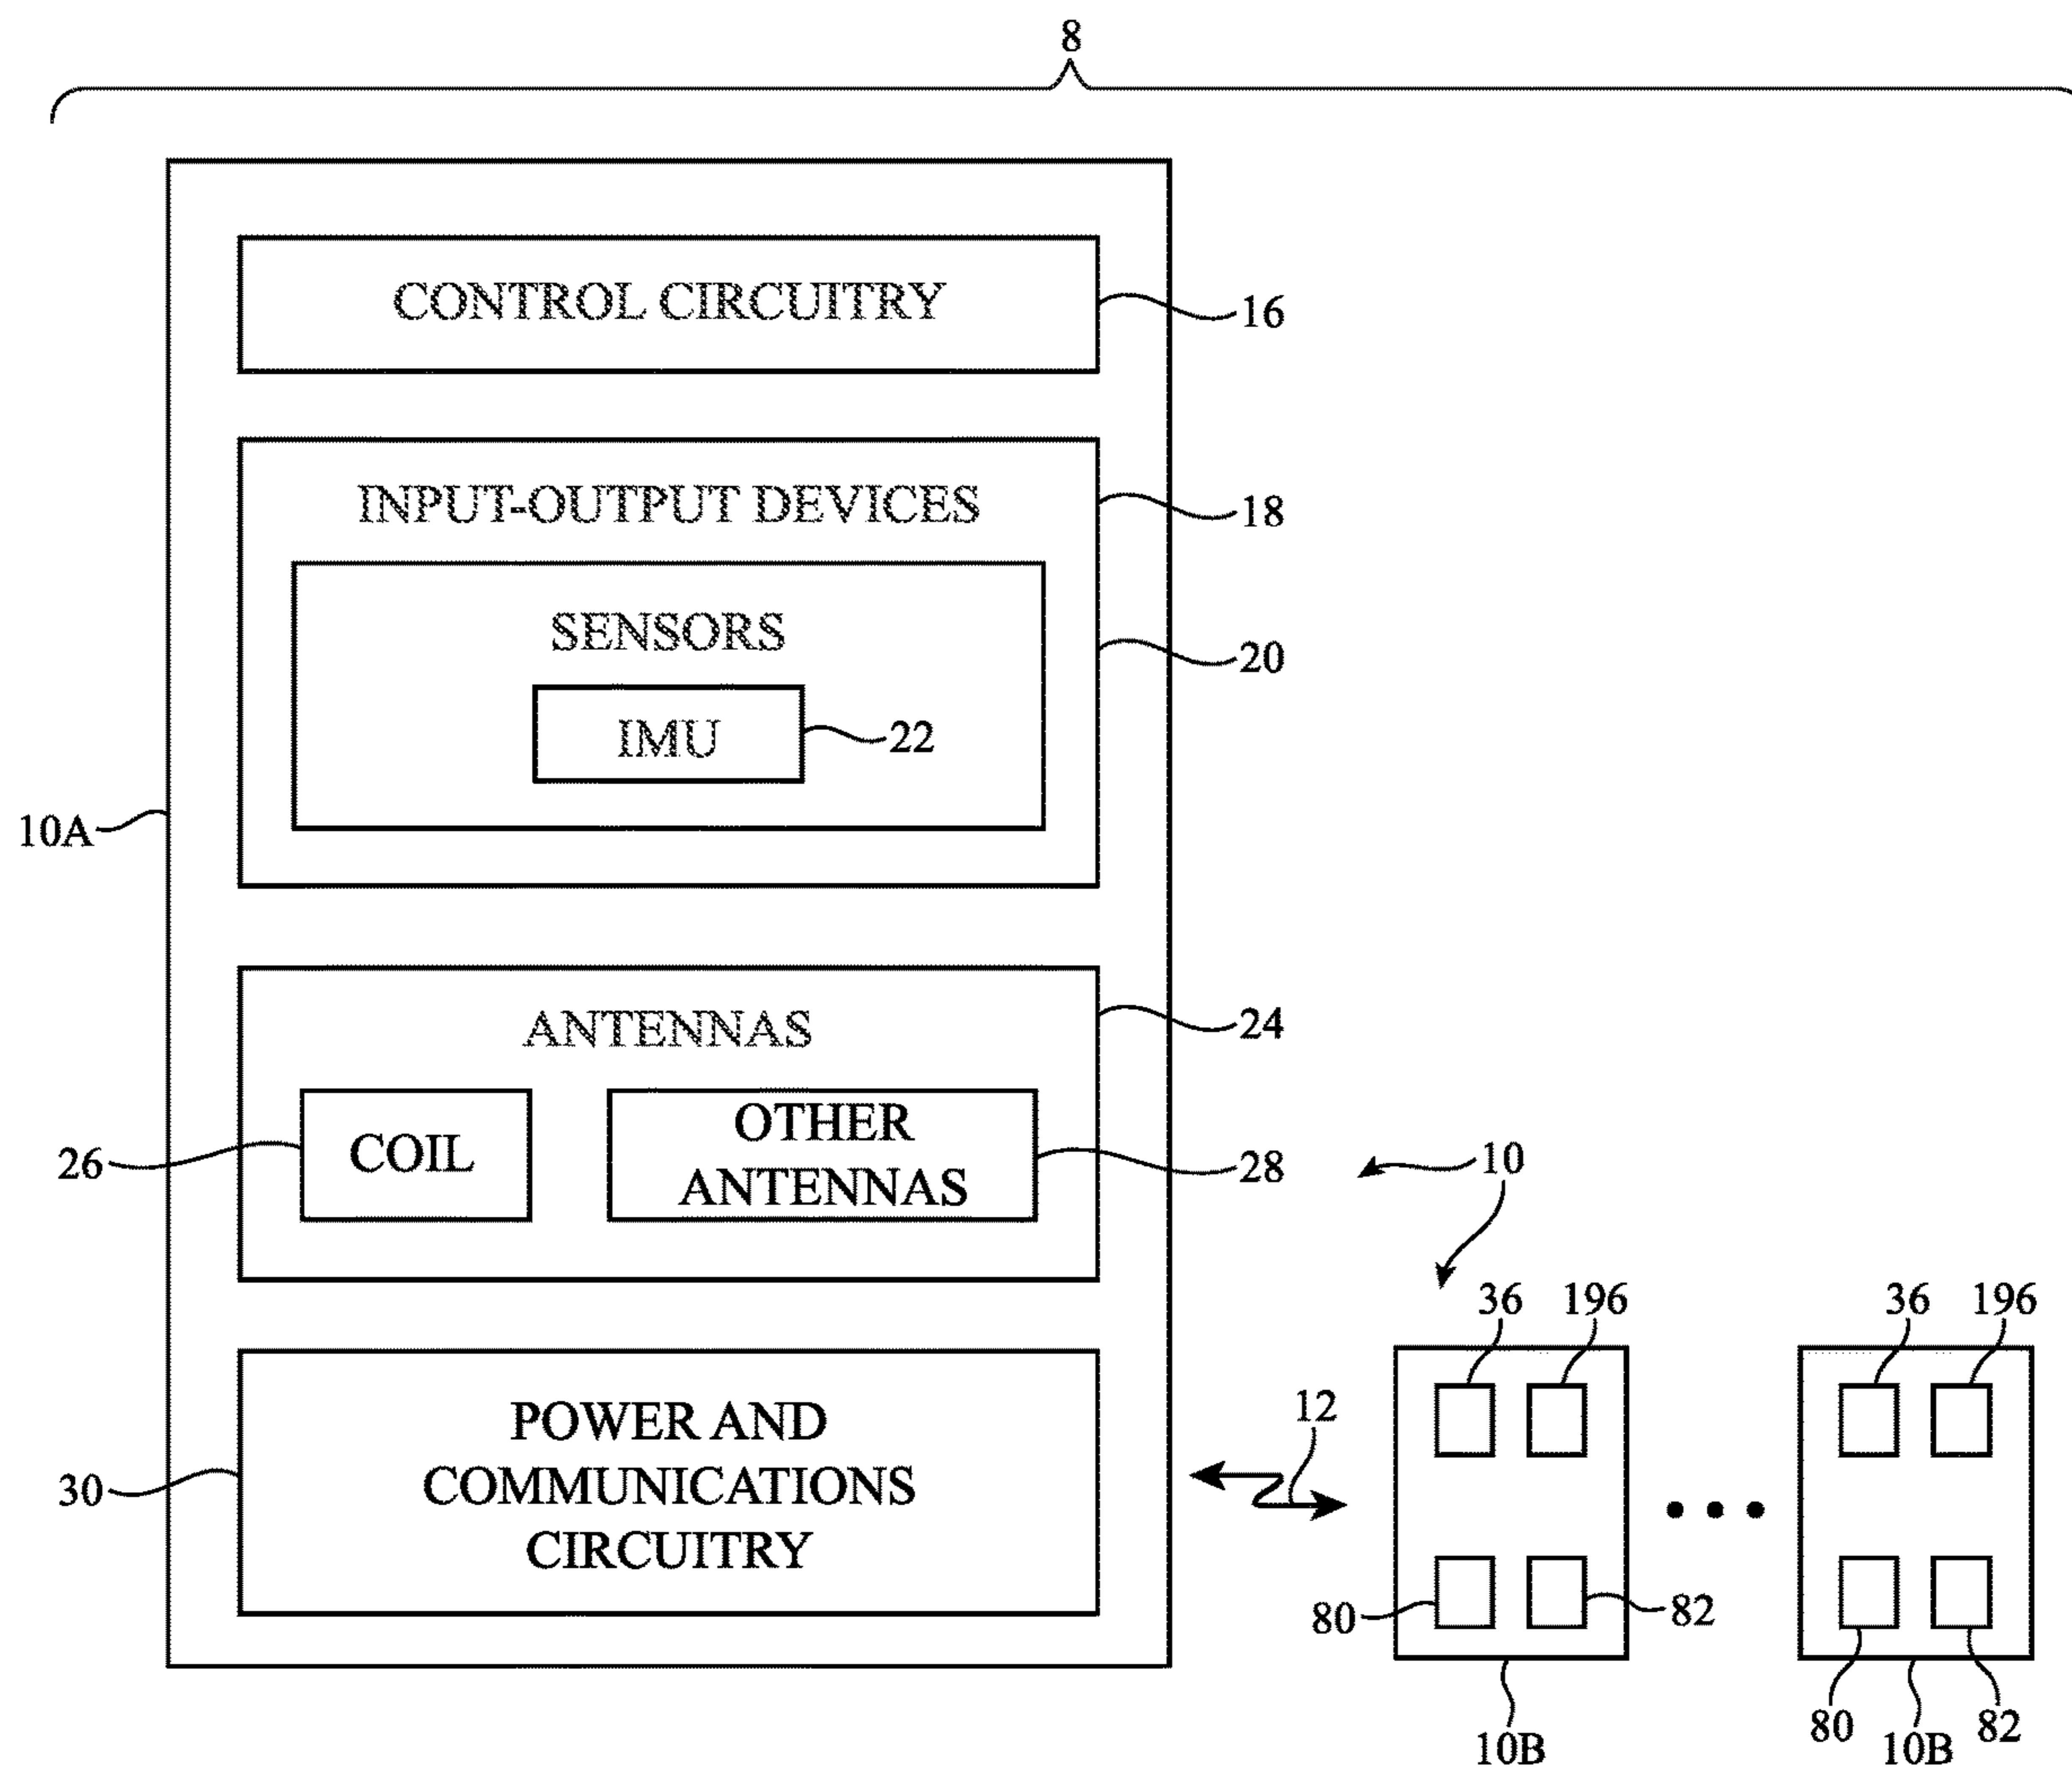 8
CONTROL CIRCUITRY
16
INPUT-OUTPUT DEVICES
18
SENSORS
20
IMU
22
10A
ANTENNAS
24
26
COIL
OTHER
ANTENNAS
28
10
36
196
36
196
POWER AND
COMMUNICATIONS
CIRCUITRY
30
12
80
82
10B
80
10B
82